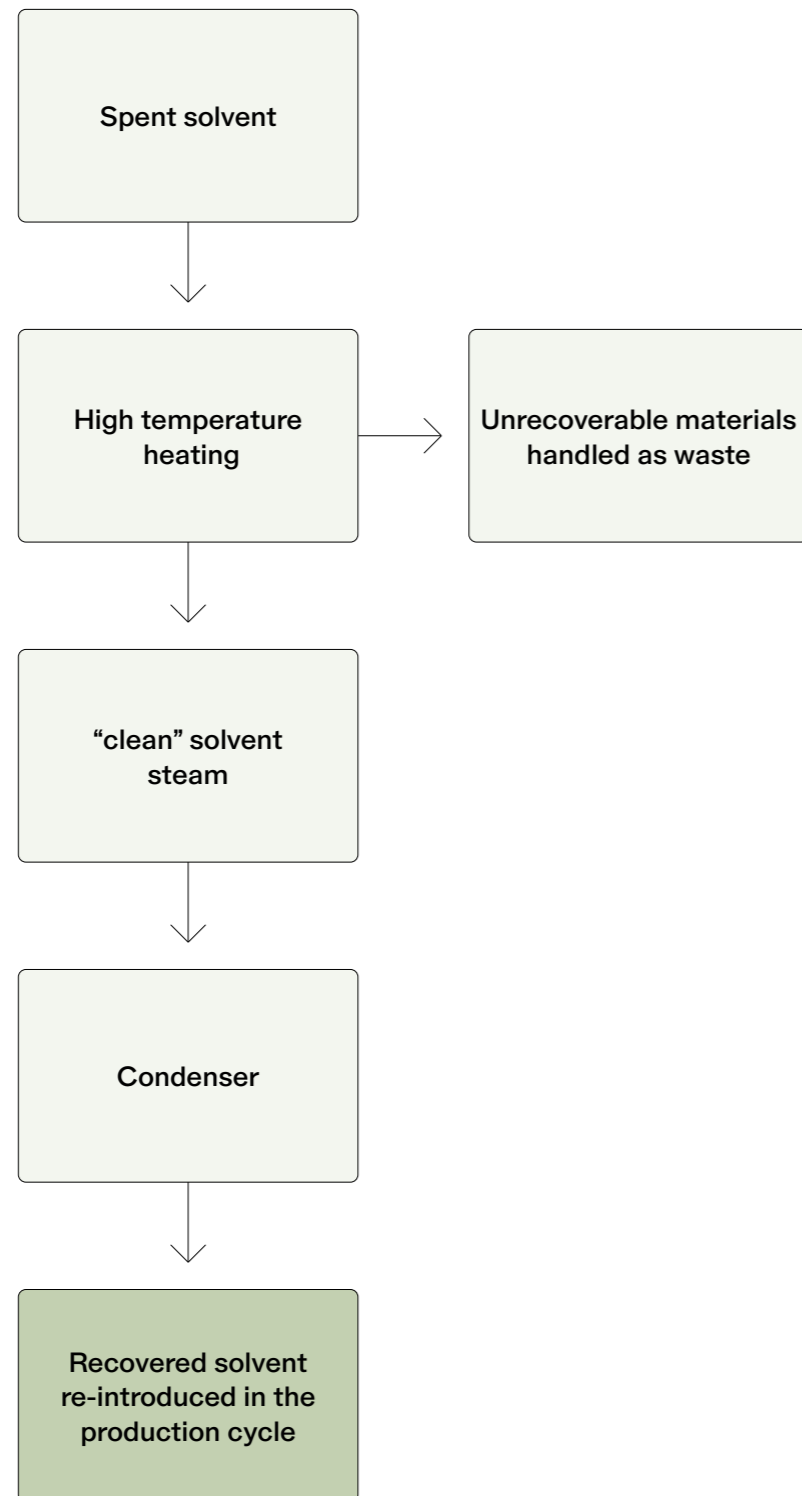 Spent solvent
High temperature
heating
Unrecoverable materials
handled as waste
“clean” solvent
steam
Condenser
Recovered solvent
re-introduced in the
production cycle